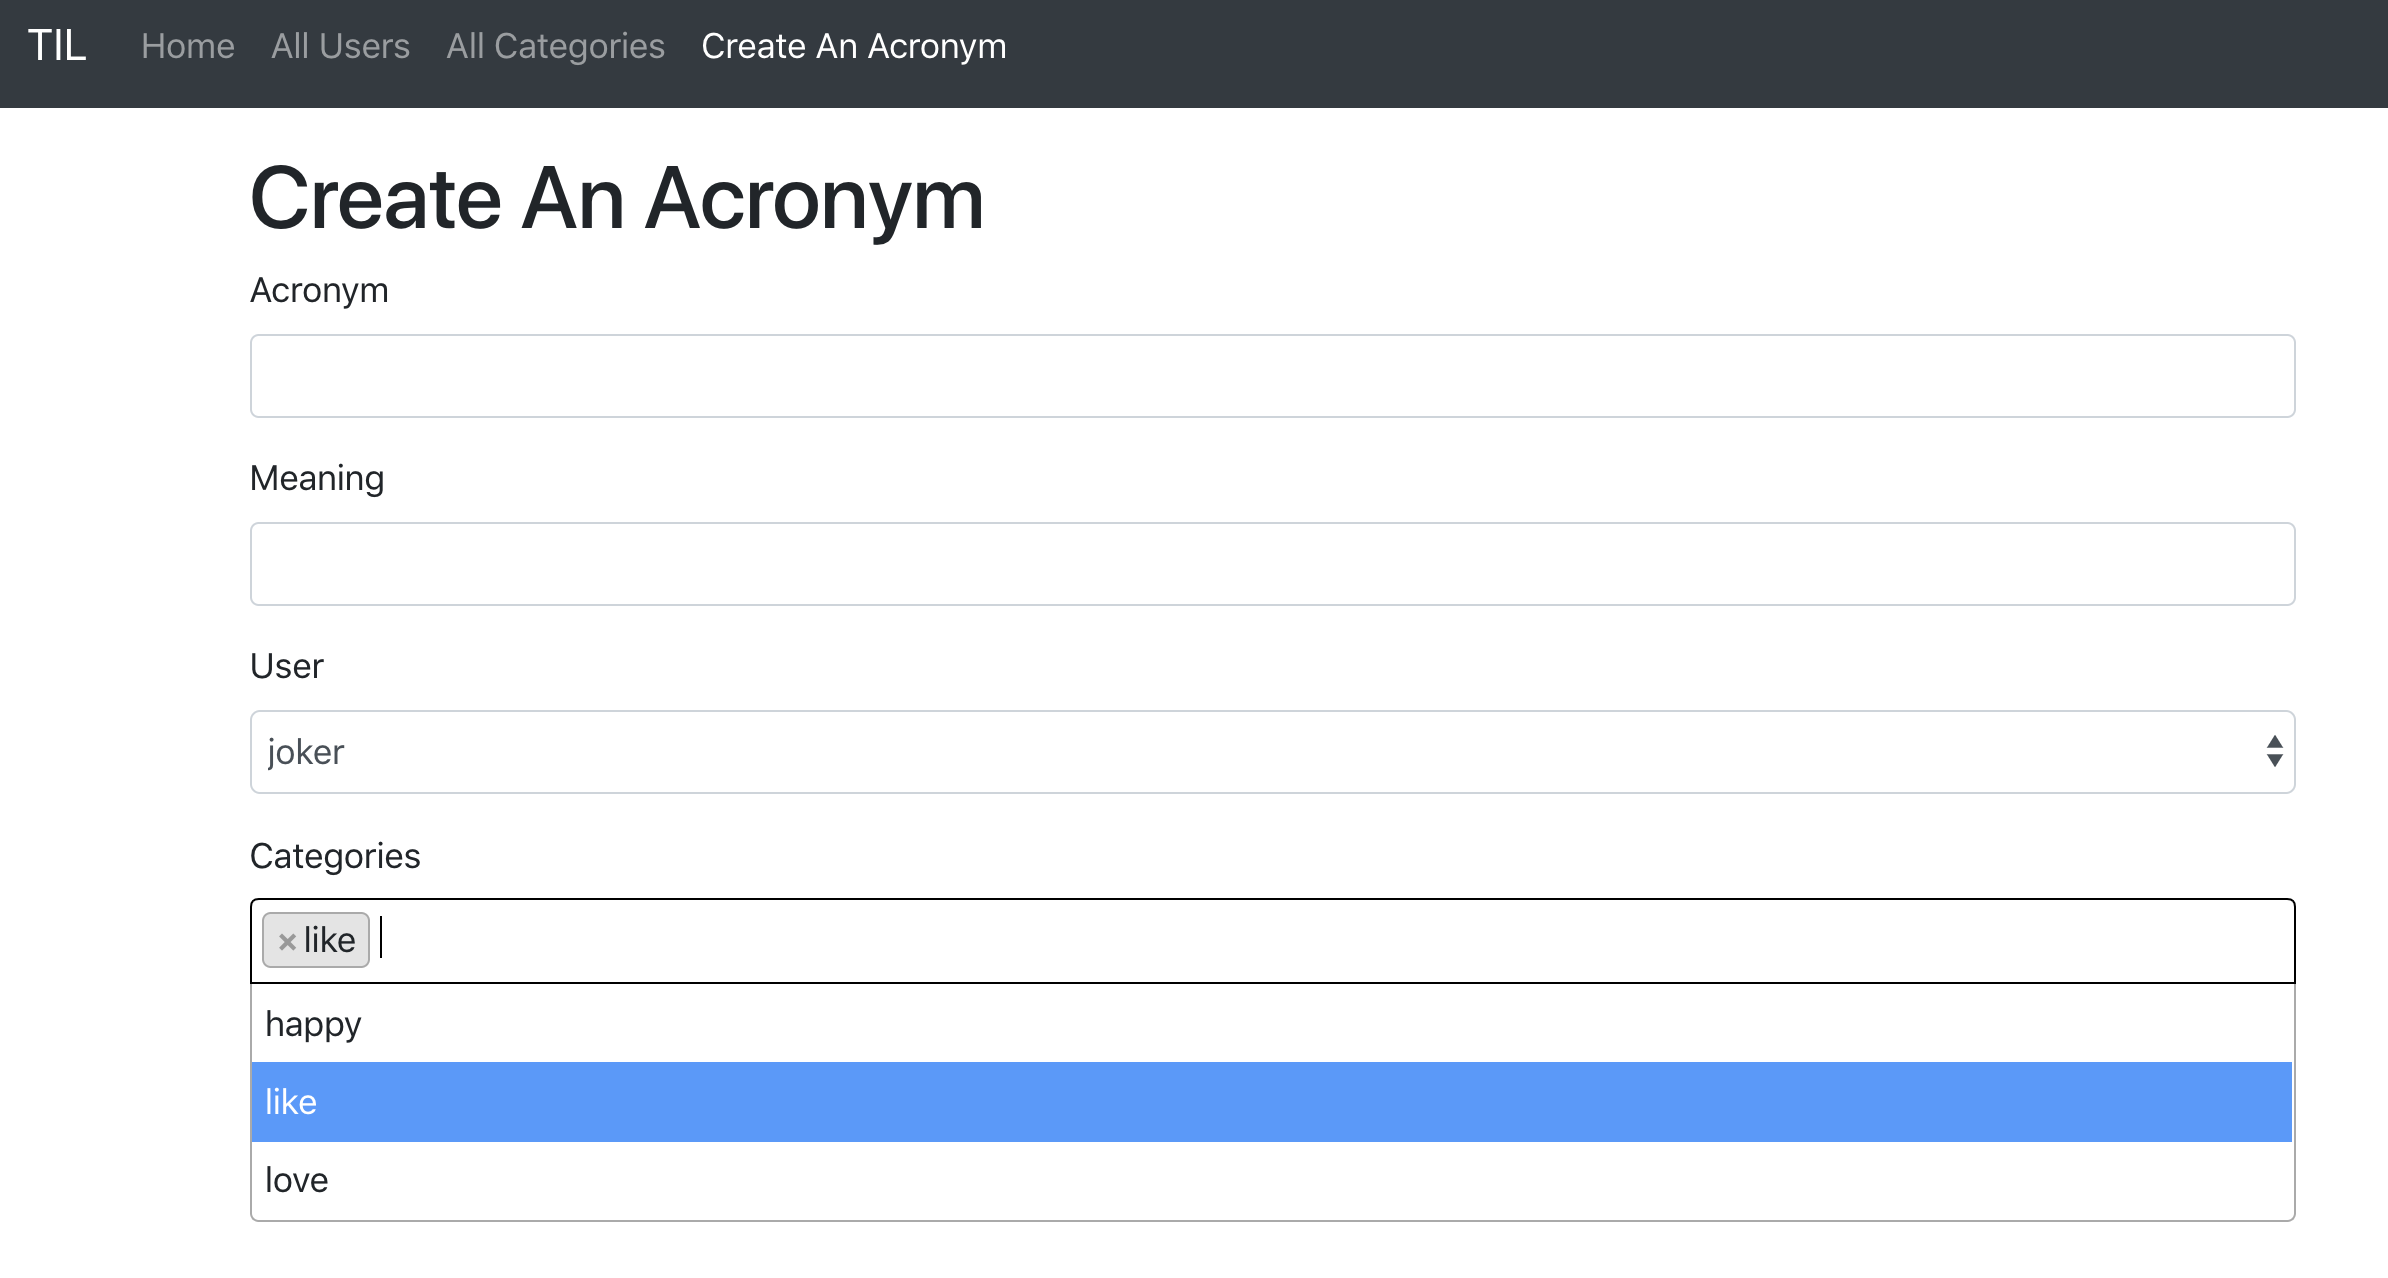 TIL Home All Users All Categories Create An Acronym
Create An Acronym
Acronym
Meaning
User
joker
Categories
× like
happy
like
love